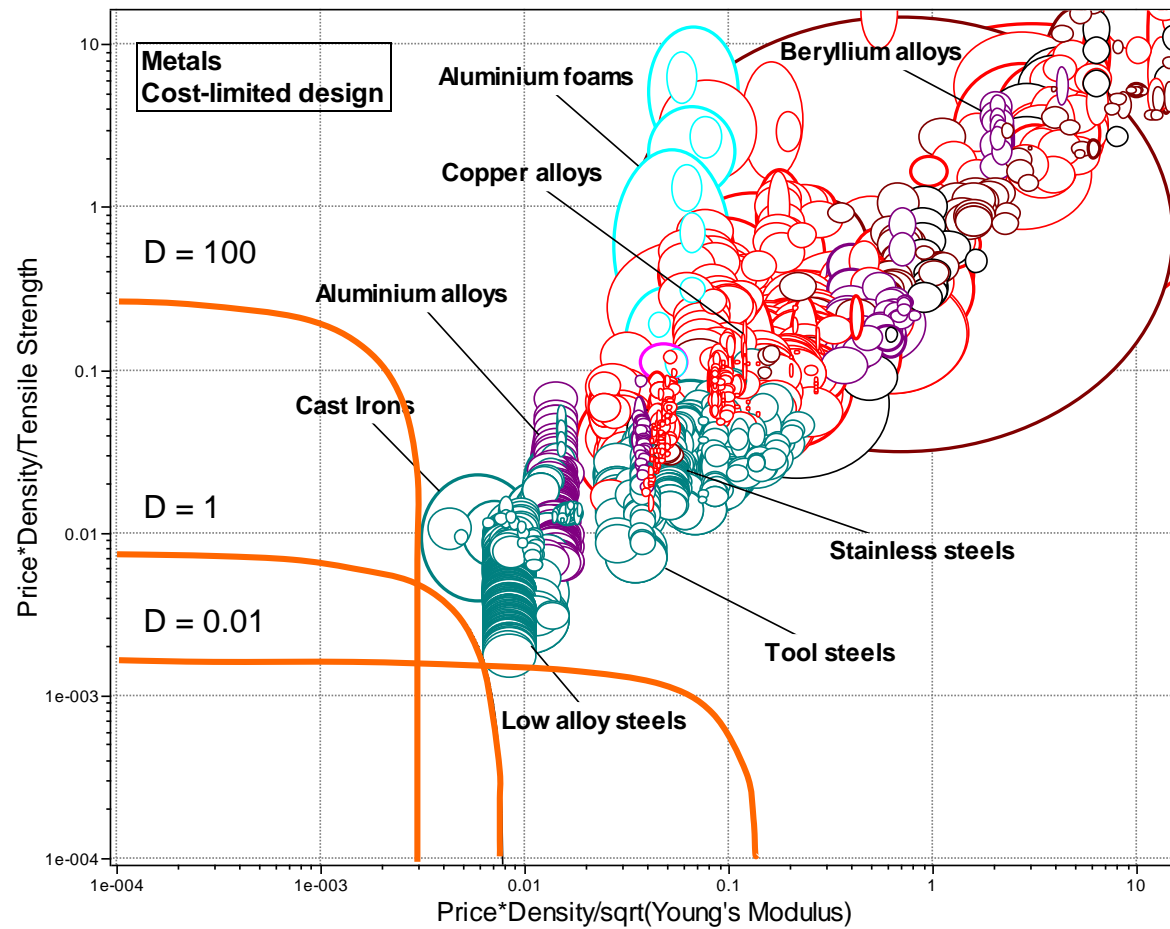 Metals
Cost-limited design
Beryllium alloys
Aluminium foams
Copper alloys
D = 100
Aluminium alloys
Cast Irons
D = 1
Stainless steels
D = 0.01
Tool steels
Low alloy steels
10
1
0.1
0.01
1e-003
1e-004
Price*Density/Tensile Strength
1e-004
1e-003
0.01
0.1
1
10
Price*Density/sqrt(Young's Modulus)